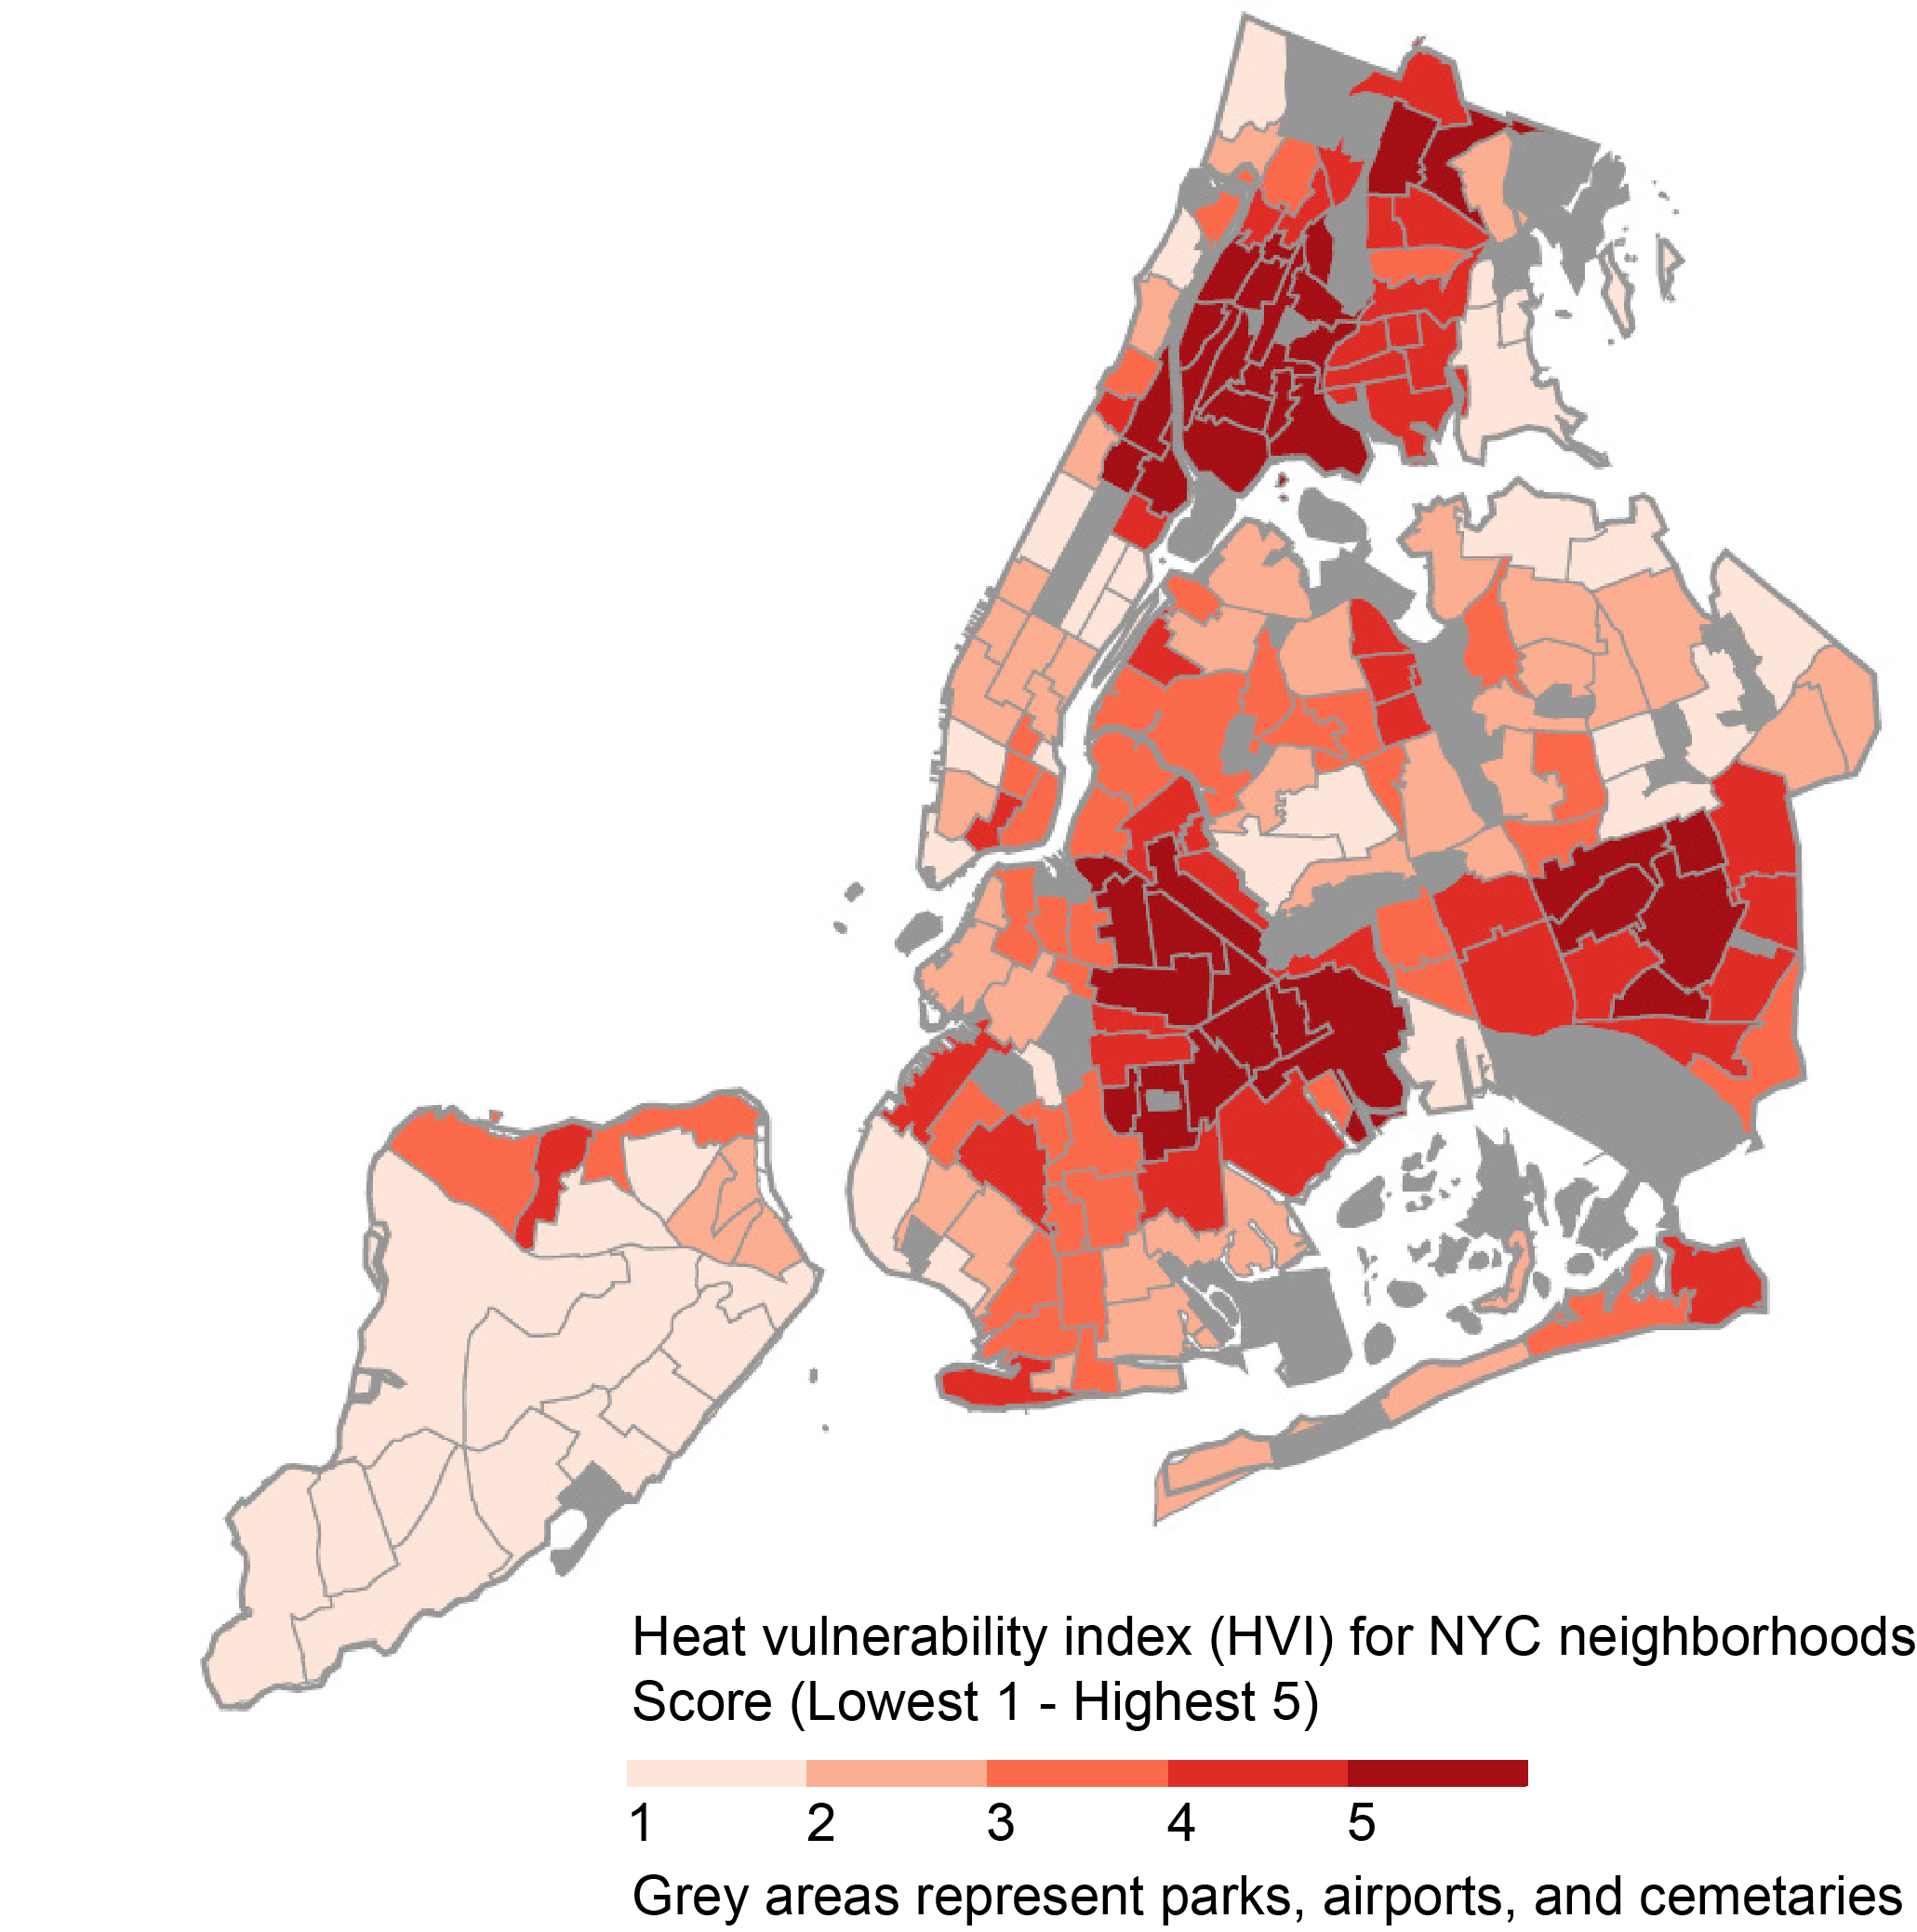 Heat vulnerability index (HVI) for NYC neighborhoods
Score (Lowest 1 - Highest 5)
1 2 3 4 5
Grey areas represent parks, airports, and cemetaries